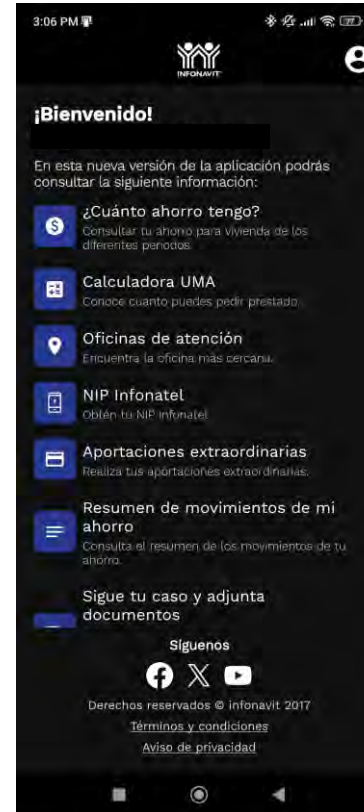 3:06 PM
77
INFONAVIT
¡Bienvenido!
En esta nueva versión de la aplicación podrás
consultar la siguiente información:
¿Cuánto ahorro tengo?
Consultar tu ahorro para vivienda de los
diferentes periodos.
Calculadora UMA
Conoce cuanto puedes pedir prestado.
Oficinas de atención
Encuentra la oficina más cercana.
NIP Infonatel
Obtén tu NIP Infonatel
Aportaciones extraordinarias
Realiza tus aportaciones extraordinarias.
Resumen de movimientos de mi
ahorro
Consulta el resumen de los movimientos de tu
ahorro.
Sigue tu caso y adjunta
documentos
Síguenos
Derechos reservados © infonavit 2017
Términos y condiciones
Aviso de privacidad